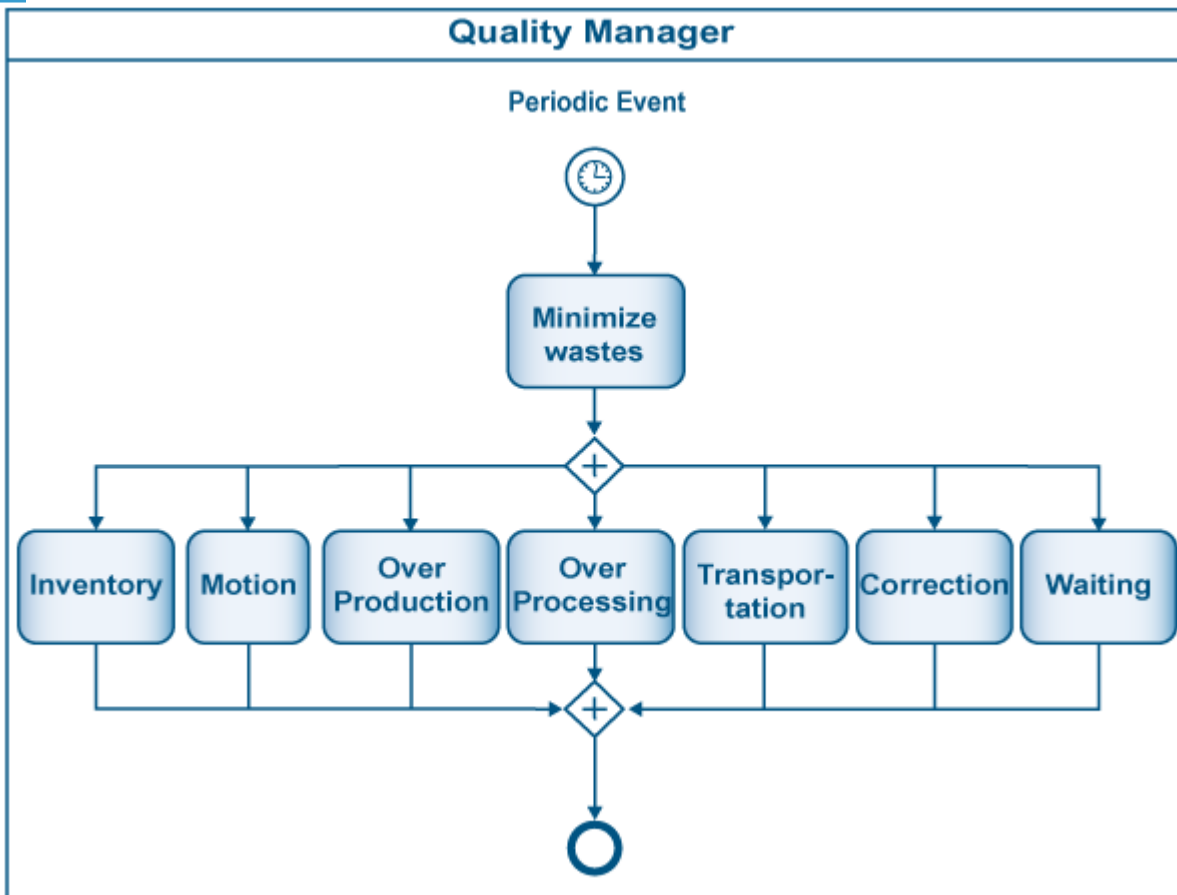 Quality Manager
Periodic Event
Minimize
wastes
Inventory
Motion
Over
Production
Over
Processing
Transpor-
tation
Correction
Waiting